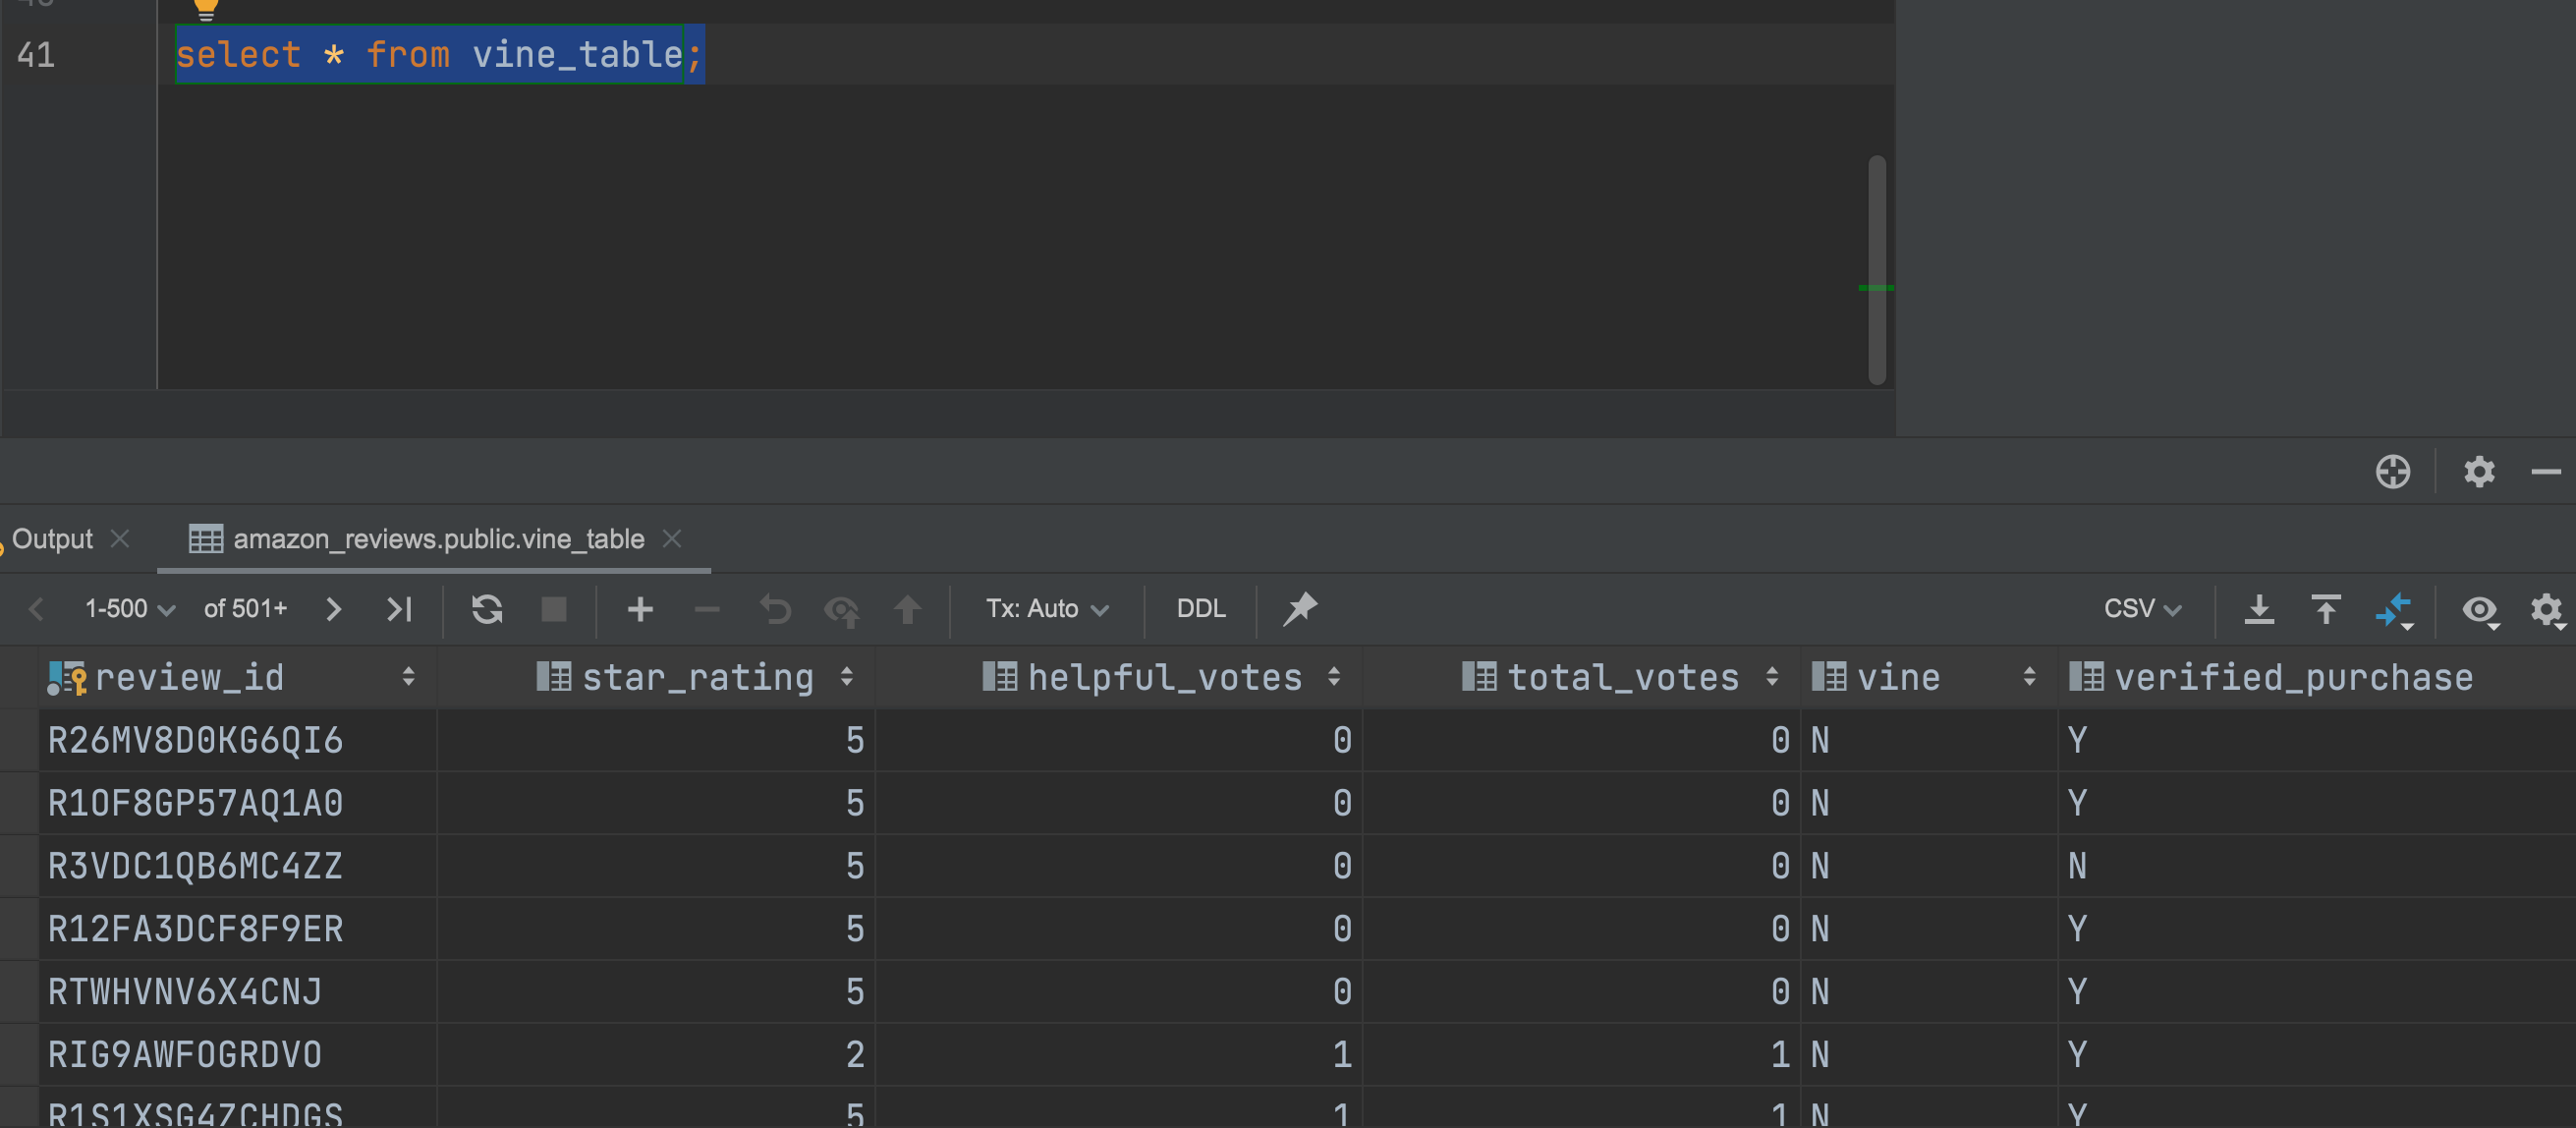 41 select * from vine_table;
Output amazon_reviews.public.vine_table
1-500 of 501+ Tx: Auto DDL CSV
review_id star_rating helpful_votes total_votes vine verified_purchase
R26MV8D0KG6QI6 5 0 0 N Y
R1OF8GP57AQ1A0 5 0 0 N Y
R3VDC1QB6MC4ZZ 5 0 0 N N
R12FA3DCF8F9ER 5 0 0 N Y
RTWHVNV6X4CNJ 5 0 0 N Y
RIG9AWFOGRDVO 2 1 1 N Y
R1S1XSG4ZCHDGS 5 1 1 N Y